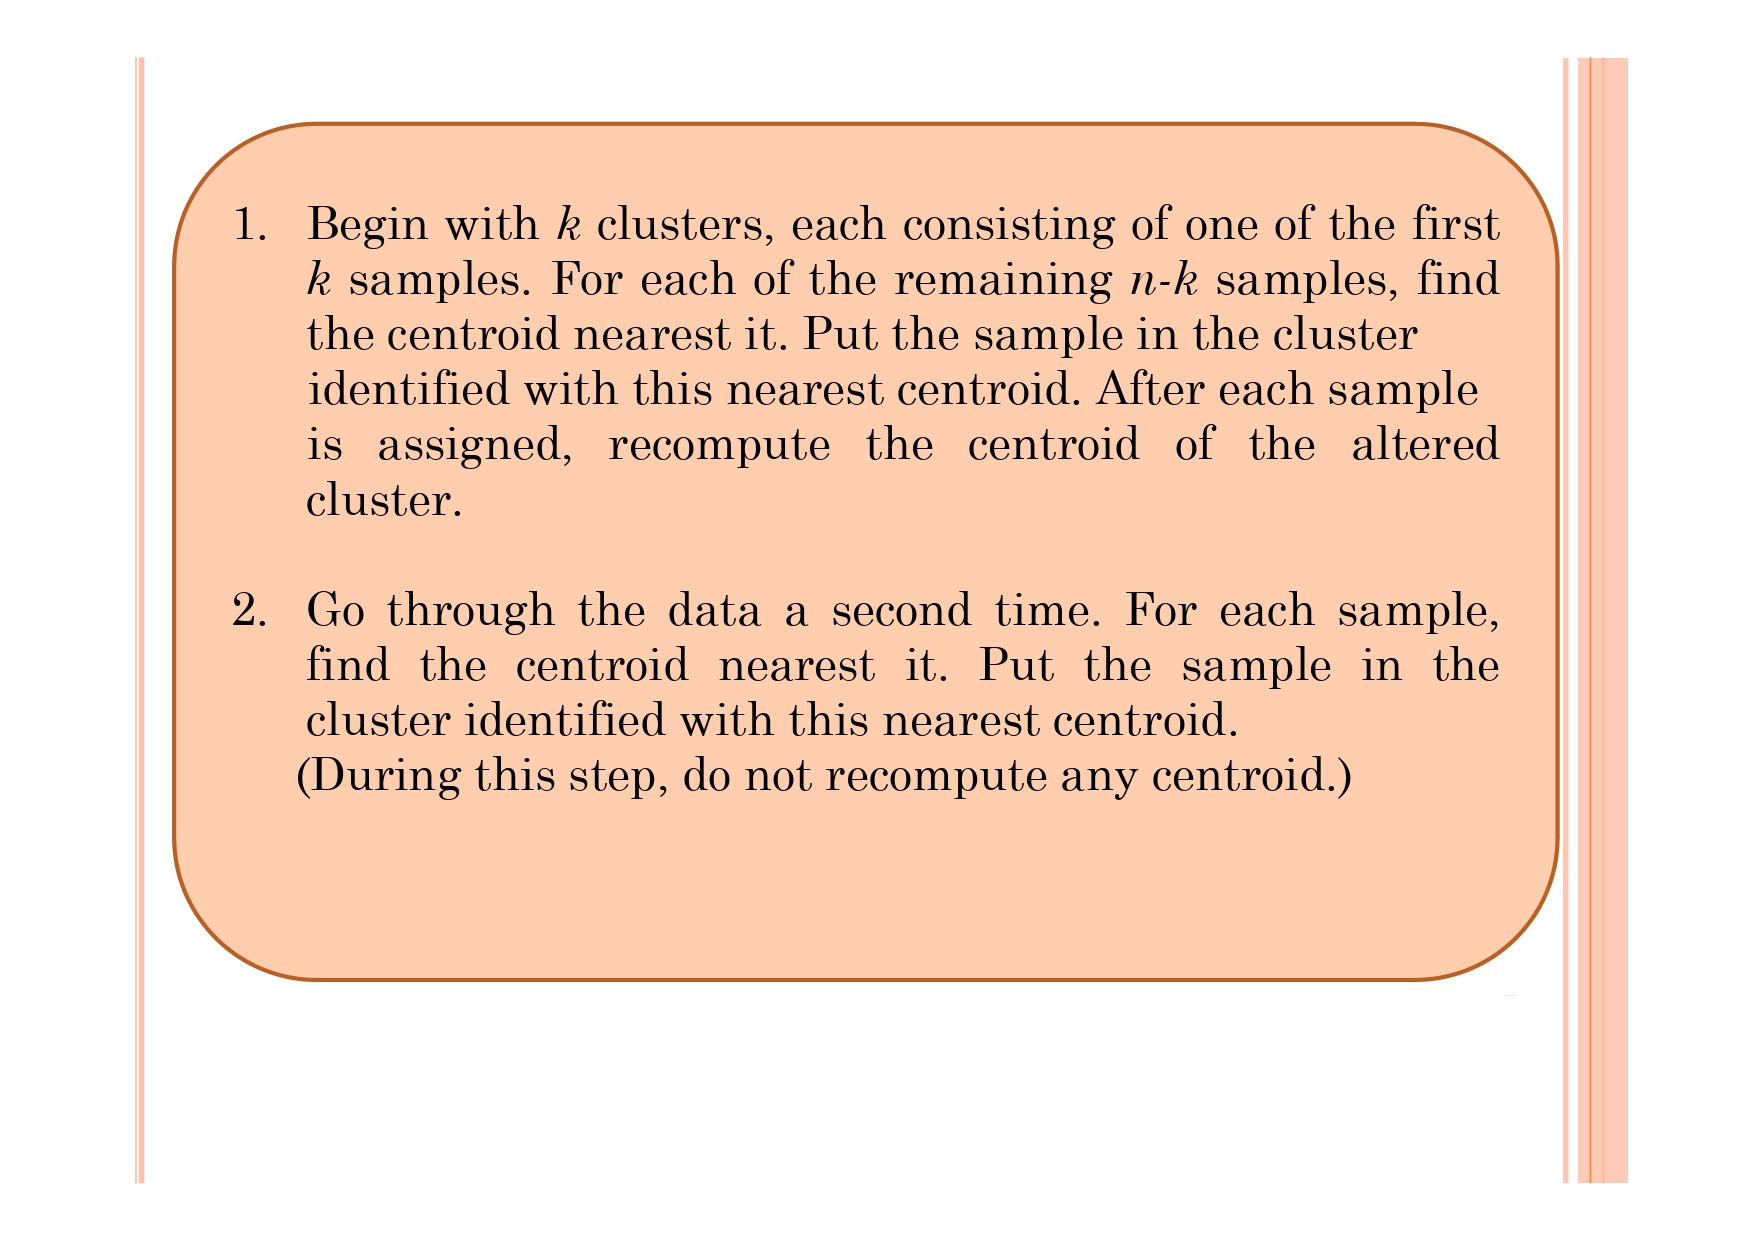 1. Begin with k clusters, each consisting of one of the first
k samples. For each of the remaining n-k samples, find
the centroid nearest it. Put the sample in the cluster
identified with this nearest centroid. After each sample
is assigned, recompute the centroid of the altered
cluster.
2. Go through the data a second time. For each sample,
find the centroid nearest it. Put the sample in the
cluster identified with this nearest centroid.
(During this step, do not recompute any centroid.)